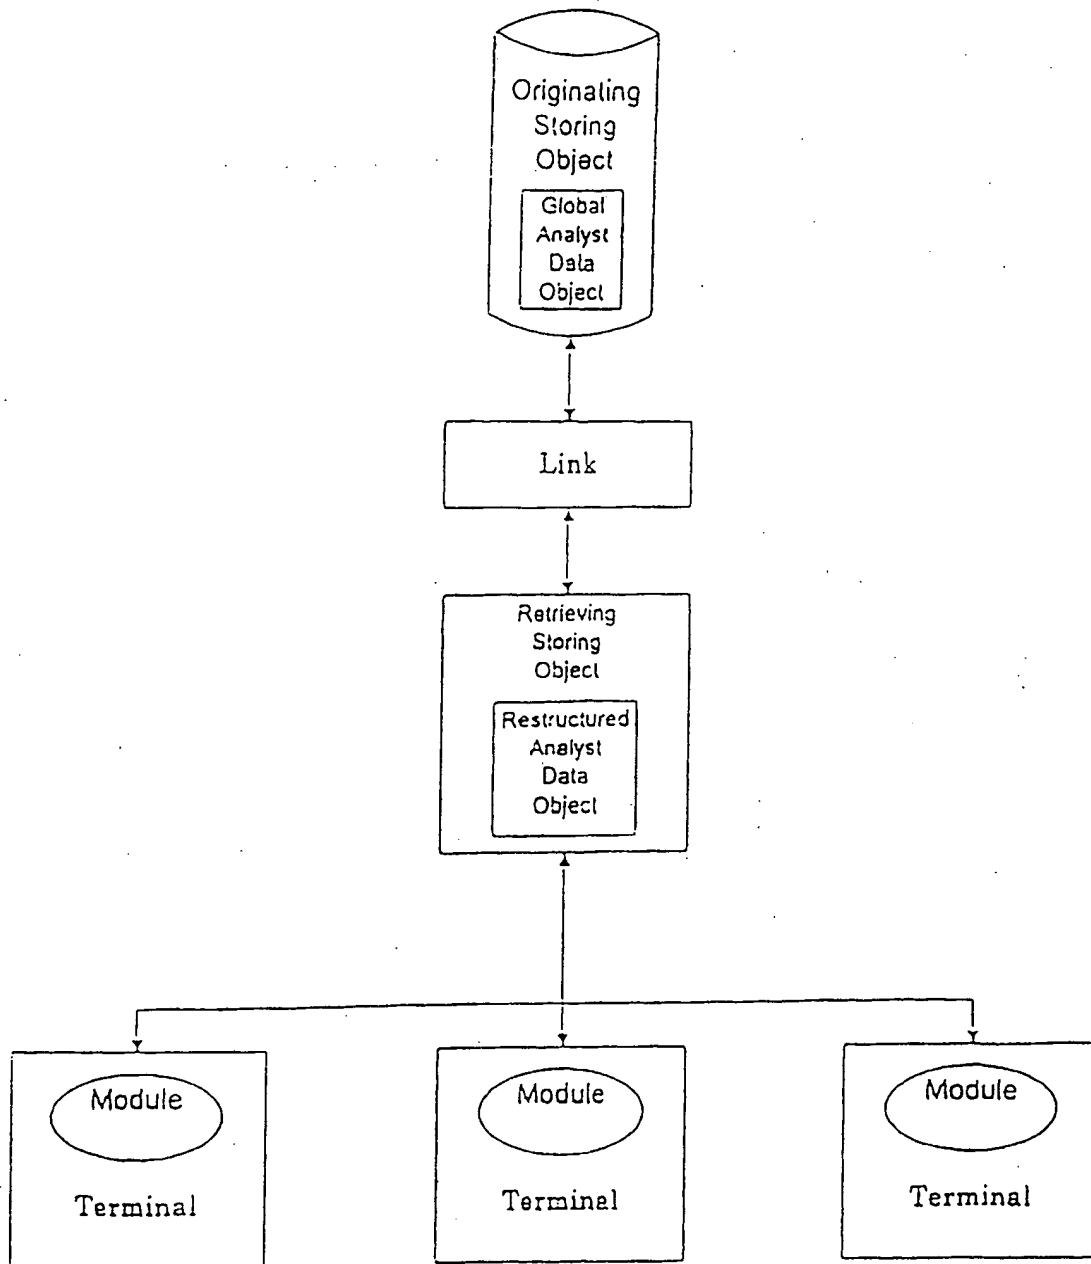 Originating
Storing
Object
Global
Analyst
Data
Object
Link
Retrieving
Storing
Object
Restructured
Analyst
Data
Object
Module
Terminal
Module
Terminal
Module
Terminal